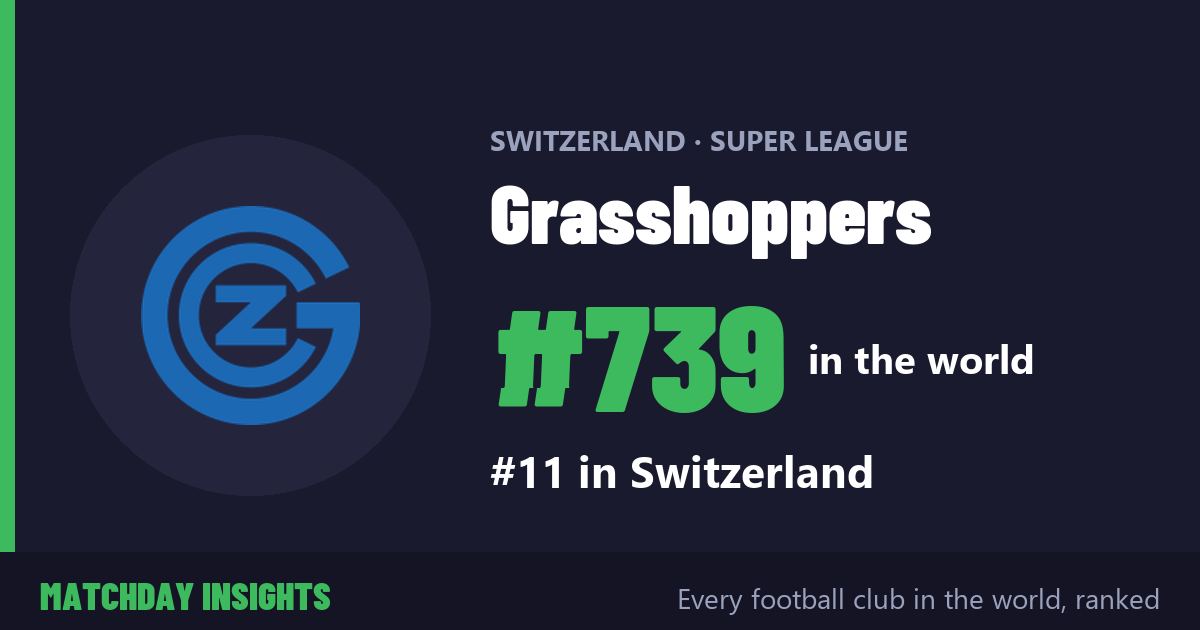 SWITZERLAND · SUPER LEAGUE
Grasshoppers
GCZ
#739 in the world
#11 in Switzerland
MATCHDAY INSIGHTS
Every football club in the world, ranked